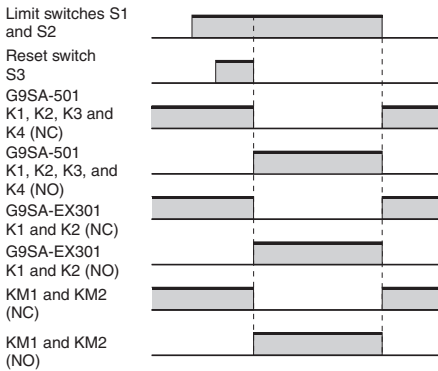 Limit switches S1
and S2
Reset switch
S3
G9SA-501
K1, K2, K3 and
K4 (NC)
G9SA-501
K1, K2, K3, and
K4 (NO)
G9SA-EX301
K1 and K2 (NC)
G9SA-EX301
K1 and K2 (NO)
KM1 and KM2
(NC)
KM1 and KM2
(NO)